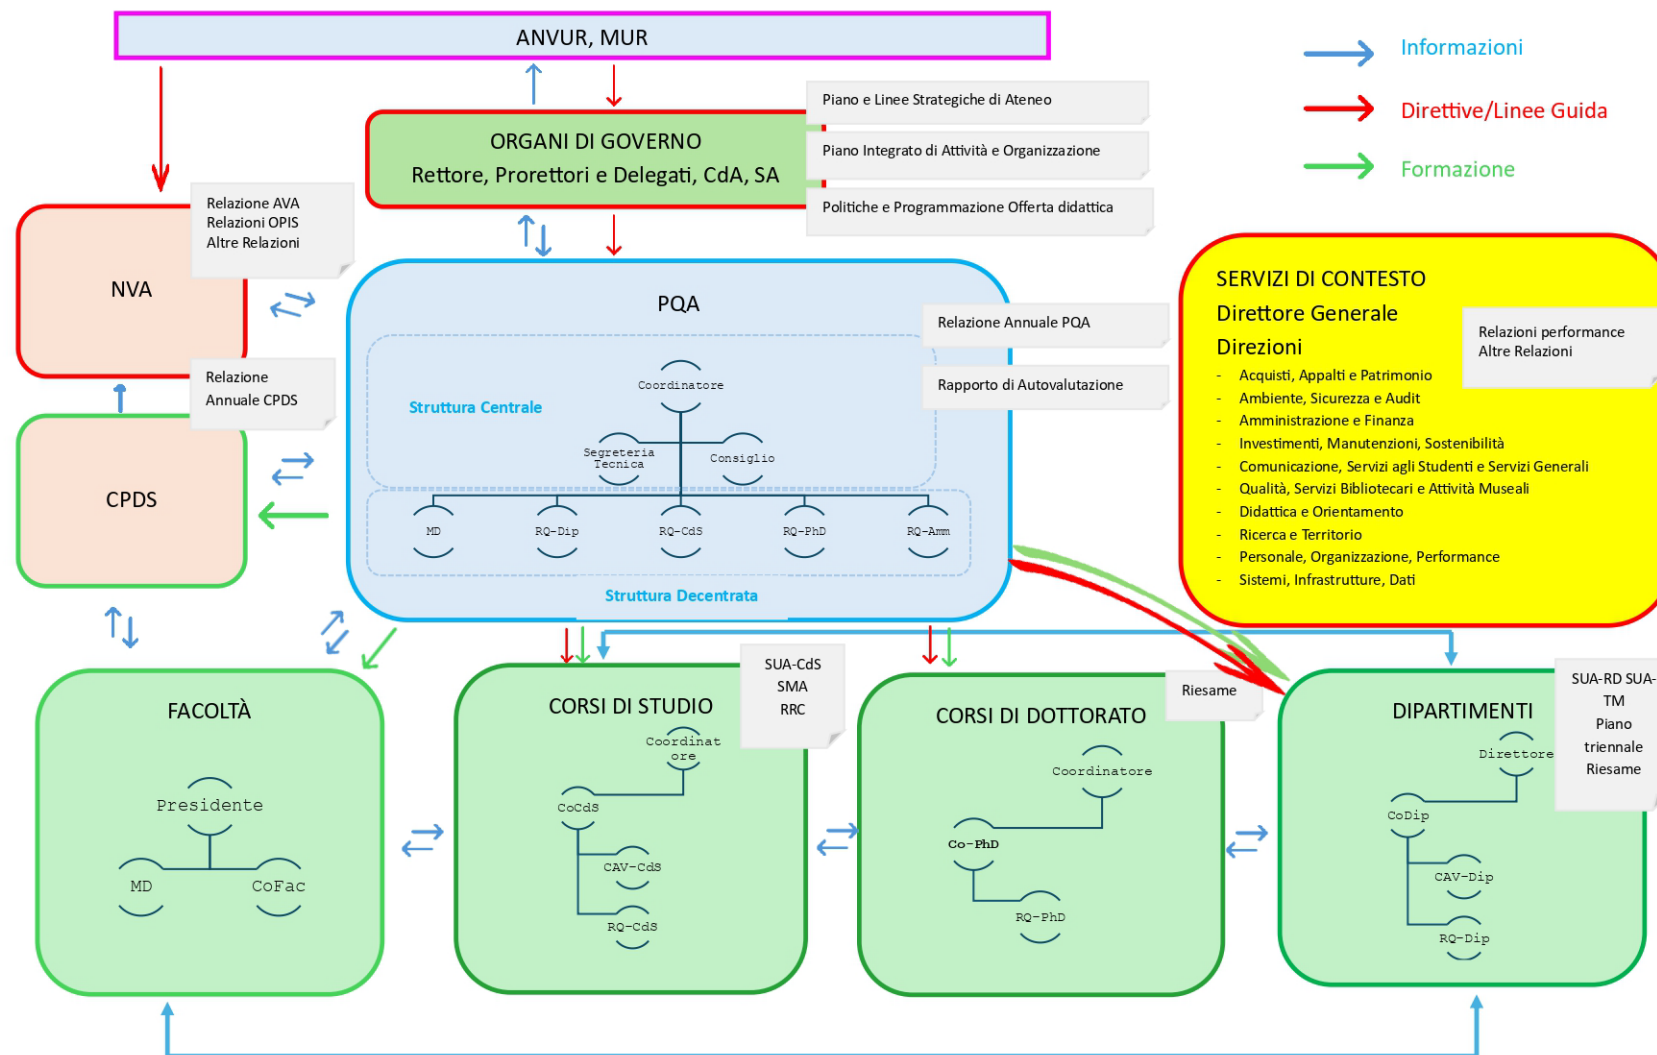 ANVUR, MUR
Informazioni
Direttive/Linee Guida
Formazione
ORGANI DI GOVERNO
Rettore, Prorettori e Delegati, CdA, SA
Piano e Linee Strategiche di Ateneo
Piano Integrato di Attività e Organizzazione
Politiche e Programmazione Offerta didattica
NVA
Relazione AVA
Relazioni OPIS
Altre Relazioni
CPDS
Relazione
Annuale CPDS
PQA
Relazione Annuale PQA
Rapporto di Autovalutazione
Struttura Centrale
Coordinatore
Segreteria
Tecnica
Consiglio
MD
RQ-Dip
RQ-CdS
RQ-PhD
RQ-Amm
Struttura Decentrata
SERVIZI DI CONTESTO
Direttore Generale
Direzioni
- Acquisti, Appalti e Patrimonio
- Ambiente, Sicurezza e Audit
- Amministrazione e Finanza
- Investimenti, Manutenzioni, Sostenibilità
- Comunicazione, Servizi agli Studenti e Servizi Generali
- Qualità, Servizi Bibliotecari e Attività Museali
- Didattica e Orientamento
- Ricerca e Territorio
- Personale, Organizzazione, Performance
- Sistemi, Infrastrutture, Dati
Relazioni performance
Altre Relazioni
FACOLTÀ
Presidente
MD
CoFac
CORSI DI STUDIO
SUA-CdS
SMA
RRC
Coordinat
ore
CoCdS
CAV-CdS
RQ-CdS
CORSI DI DOTTORATO
Riesame
Coordinatore
Co-PhD
RQ-PhD
DIPARTIMENTI
SUA-RD SUA-
TM
Piano
triennale
Riesame
Direttore
CoDip
CAV-Dip
RQ-Dip